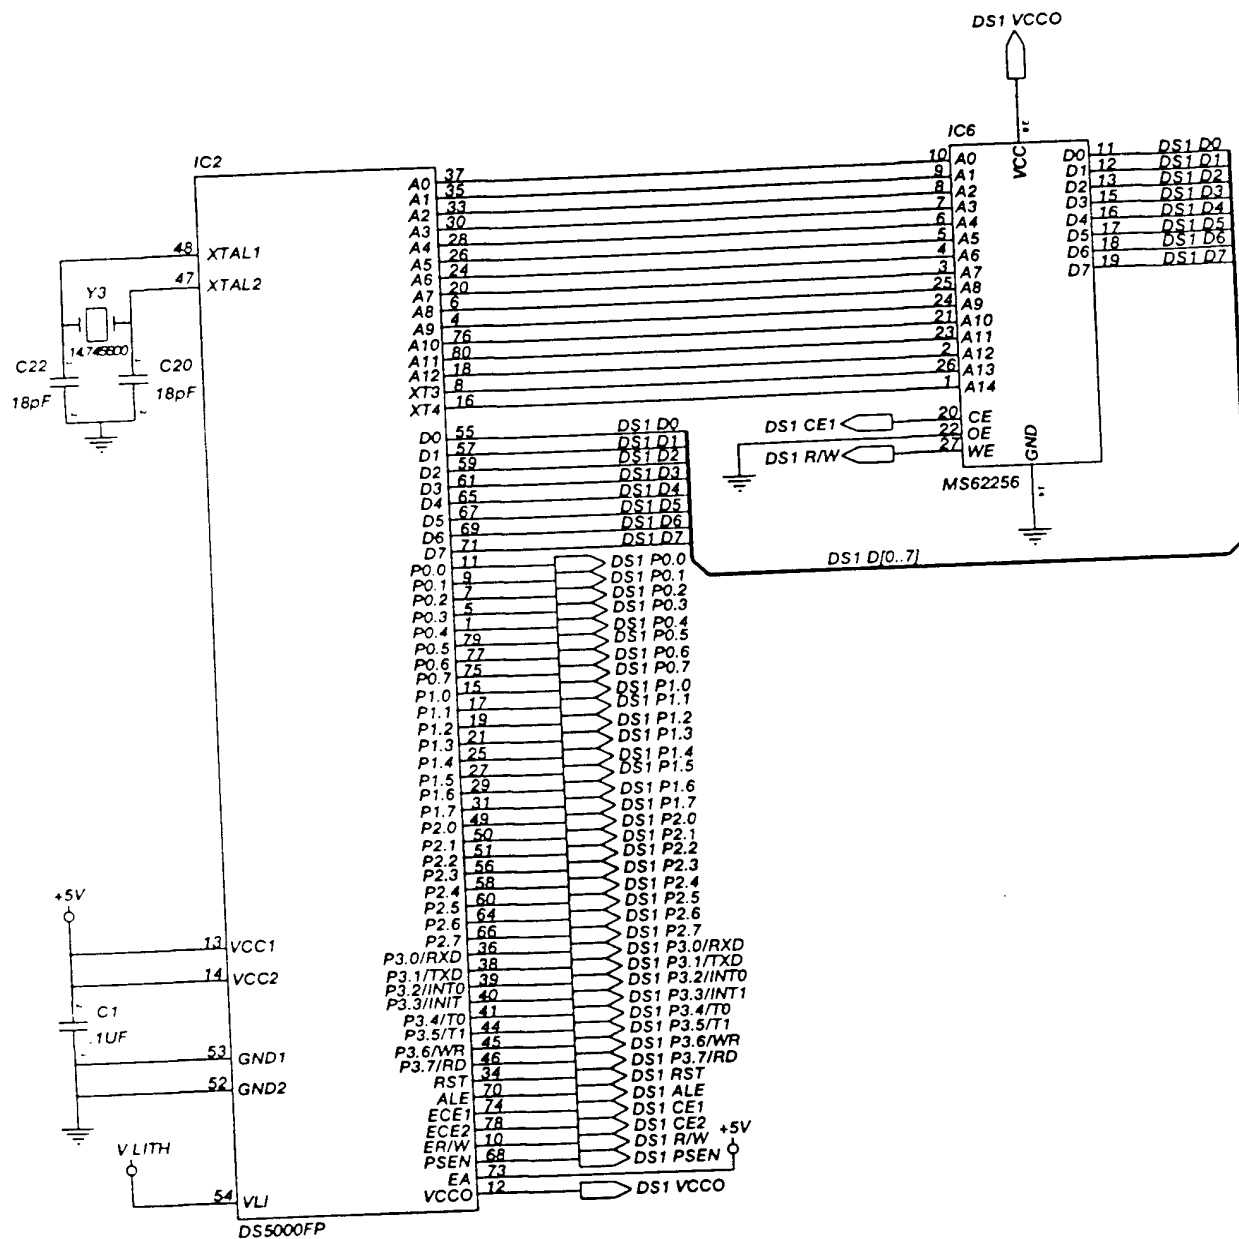 DS1 VCCO
IC6
10 A0 VCC D0 11 DS1 D0
9 A1 D1 12 DS1 D1
8 A2 D2 13 DS1 D2
7 A3 D3 15 DS1 D3
6 A4 D4 16 DS1 D4
5 A5 D5 17 DS1 D5
4 A6 D6 18 DS1 D6
3 A7 D7 19 DS1 D7
25 A8
24 A9
21 A10
23 A11
2 A12
26 A13
1 A14
DS1 CE1 20 CE
22 OE
DS1 R/W 27 WE
GND
MS62256
IC2
48 XTAL1
47 XTAL2
Y3
14.745600
C22
18pF
C20
18pF
A0 37
A1 35
A2 33
A3 30
A4 28
A5 26
A6 24
A7 20
A8 6
A9 4
A10 76
A11 80
A12 18
XT3 8
XT4 16
D0 55 DS1 D0
D1 57 DS1 D1
D2 59 DS1 D2
D3 61 DS1 D3
D4 65 DS1 D4
D5 67 DS1 D5
D6 69 DS1 D6
D7 71 DS1 D7
DS1 D[0..7]
P0.0 11 DS1 P0.0
P0.1 9 DS1 P0.1
P0.2 7 DS1 P0.2
P0.3 5 DS1 P0.3
P0.4 1 DS1 P0.4
P0.5 79 DS1 P0.5
P0.6 77 DS1 P0.6
P0.7 75 DS1 P0.7
P1.0 15 DS1 P1.0
P1.1 17 DS1 P1.1
P1.2 19 DS1 P1.2
P1.3 21 DS1 P1.3
P1.4 25 DS1 P1.4
P1.5 27 DS1 P1.5
P1.6 29 DS1 P1.6
P1.7 31 DS1 P1.7
P2.0 49 DS1 P2.0
P2.1 50 DS1 P2.1
P2.2 51 DS1 P2.2
P2.3 56 DS1 P2.3
P2.4 58 DS1 P2.4
P2.5 60 DS1 P2.5
P2.6 64 DS1 P2.6
P2.7 66 DS1 P2.7
P3.0/RXD 36 DS1 P3.0/RXD
P3.1/TXD 38 DS1 P3.1/TXD
P3.2/INT0 39 DS1 P3.2/INT0
P3.3/INIT 40 DS1 P3.3/INT1
P3.4/T0 41 DS1 P3.4/T0
P3.5/T1 44 DS1 P3.5/T1
P3.6/WR 45 DS1 P3.6/WR
P3.7/RD 46 DS1 P3.7/RD
RST 34 DS1 RST
ALE 70 DS1 ALE
ECE1 74 DS1 CE1
ECE2 78 DS1 CE2
ER/W 10 DS1 R/W
PSEN 68 DS1 PSEN
EA 73 +5V
VCCO 12 DS1 VCCO
+5V
13 VCC1
14 VCC2
C1
.1UF
53 GND1
52 GND2
V LITH
54 VLI
DS5000FP